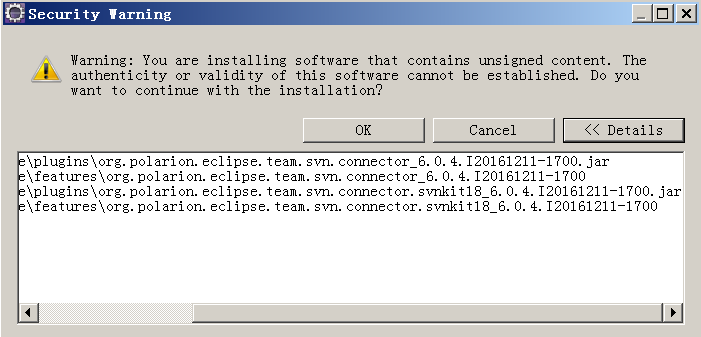 Security Warning
Warning: You are installing software that contains unsigned content. The
authenticity or validity of this software cannot be established. Do you
want to continue with the installation?
OK
Cancel
<< Details
e\plugins\org.polarion.eclipse.team.svn.connector_6.0.4.I20161211-1700.jar
e\features\org.polarion.eclipse.team.svn.connector_6.0.4.I20161211-1700
e\plugins\org.polarion.eclipse.team.svn.connector.svnkit18_6.0.4.I20161211-1700.jar
e\features\org.polarion.eclipse.team.svn.connector.svnkit18_6.0.4.I20161211-1700